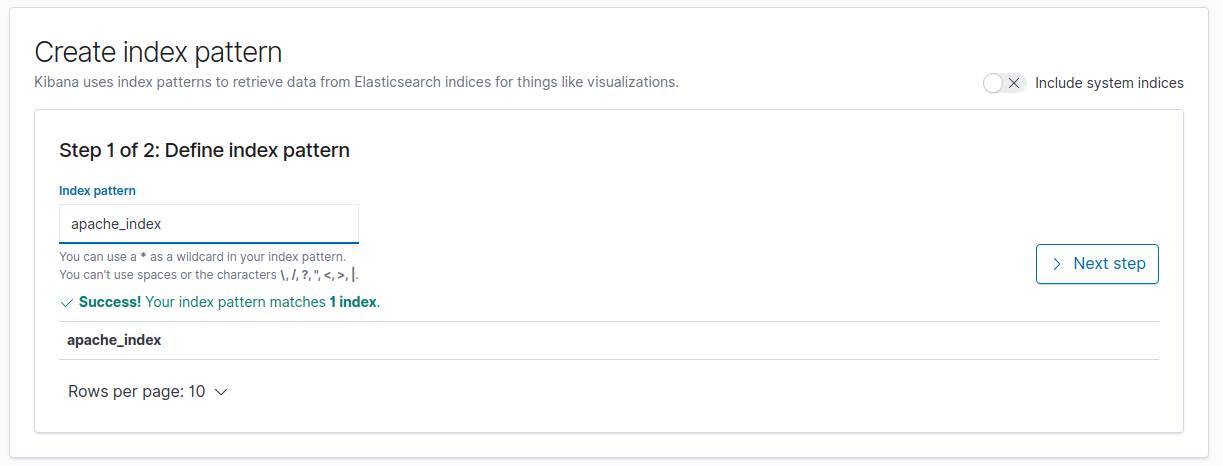 Create index pattern
Kibana uses index patterns to retrieve data from Elasticsearch indices for things like visualizations.
Include system indices
Step 1 of 2: Define index pattern
Index pattern
apache_index
You can use a * as a wildcard in your index pattern.
You can't use spaces or the characters \, /, ?, ", <, >, |.
Next step
Success! Your index pattern matches 1 index.
apache_index
Rows per page: 10